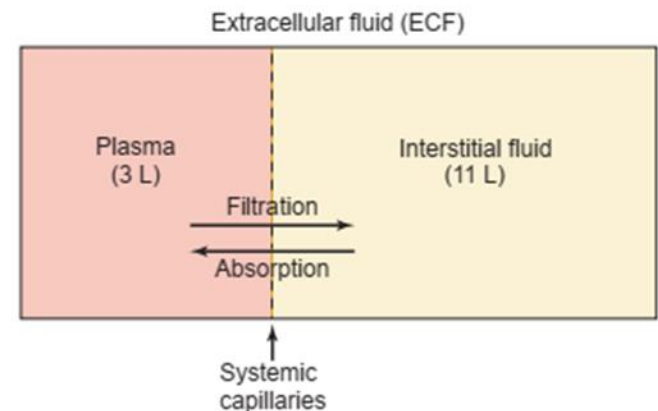 Extracellular fluid (ECF)
Plasma
(3 L)
Interstitial fluid
(11 L)
Filtration
Absorption
Systemic
capillaries